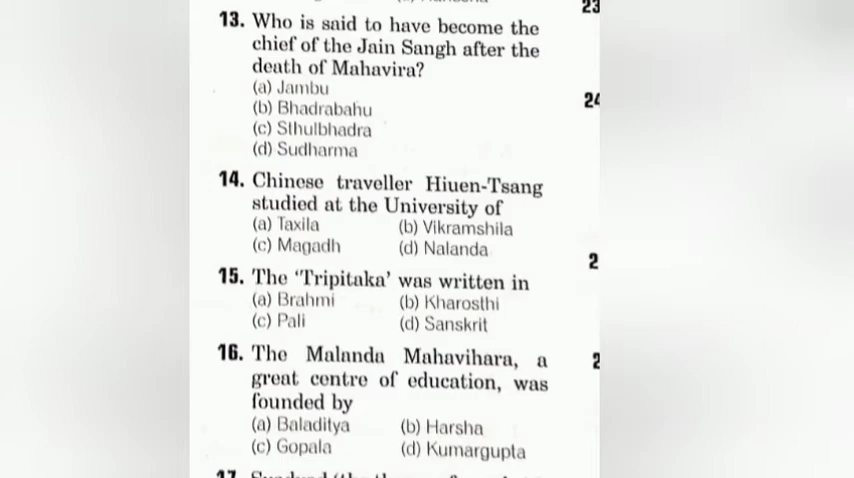 23
13. Who is said to have become the
chief of the Jain Sangh after the
death of Mahavira?
(a) Jambu
(b) Bhadrabahu
24
(c) Sthulbhadra
(d) Sudharma
14. Chinese traveller Hiuen-Tsang
studied at the University of
(a) Taxila (b) Vikramshila
(c) Magadh (d) Nalanda
2
15. The ‘Tripitaka’ was written in
(a) Brahmi (b) Kharosthi
(c) Pali (d) Sanskrit
16. The Malanda Mahavihara, a
2
great centre of education, was
founded by
(a) Baladitya (b) Harsha
(c) Gopala (d) Kumargupta
17.